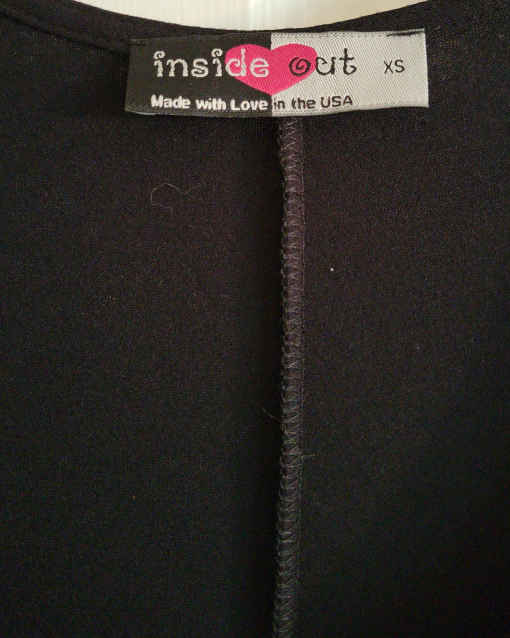 inside out XS
Made with Love in the USA